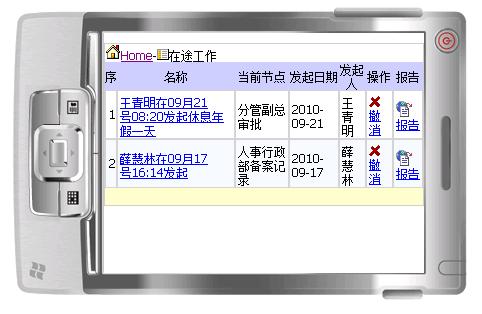 Home-在途工作
序 名称 当前节点 发起日期 发起人 操作 报告
1 王青明在09月21号08:20发起休息年假一天 分管副总审批 2010-09-21 王青明 撤消 报告
2 薛慧林在09月17号16:14发起 人事行政部备案记录 2010-09-17 薛慧林 撤消 报告